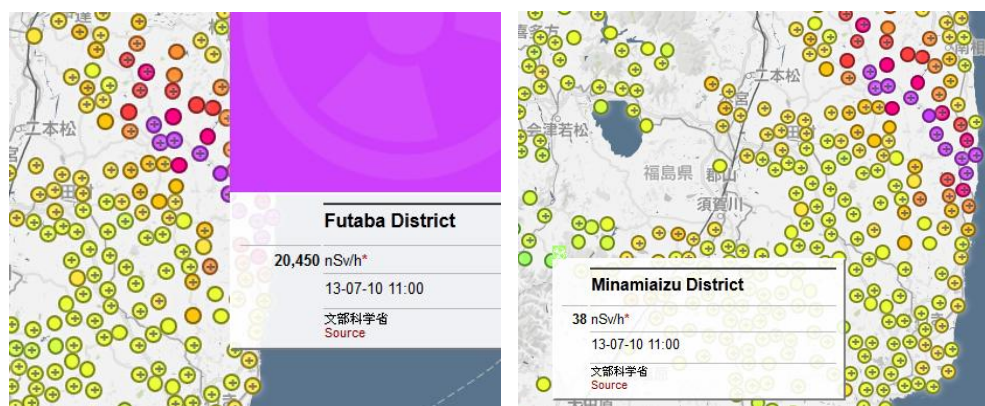 二本松
Futaba District
20,450 nSv/h*
13-07-10 11:00
文部科学省
Source
二本松
会津若松
福島県
郡山
須賀川
Minamiaizu District
38 nSv/h*
13-07-10 11:00
文部科学省
Source